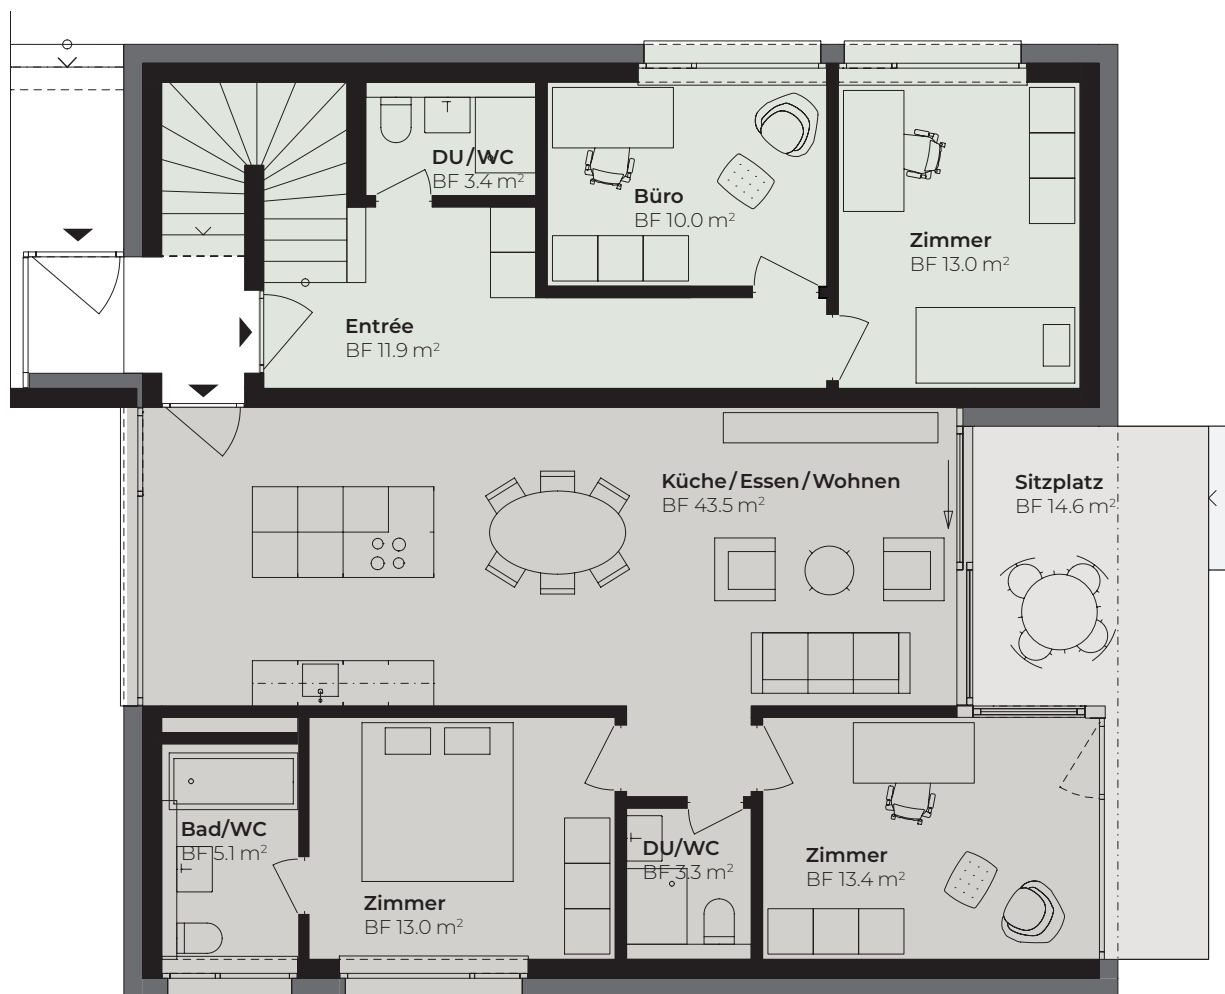 DU/WC
BF 3.4 m²
Büro
BF 10.0 m²
Zimmer
BF 13.0 m²
Entrée
BF 11.9 m²
Küche/Essen/Wohnen
BF 43.5 m²
Sitzplatz
BF 14.6 m²
Bad/WC
BF 5.1 m²
Zimmer
BF 13.0 m²
DU/WC
BF 3.3 m²
Zimmer
BF 13.4 m²